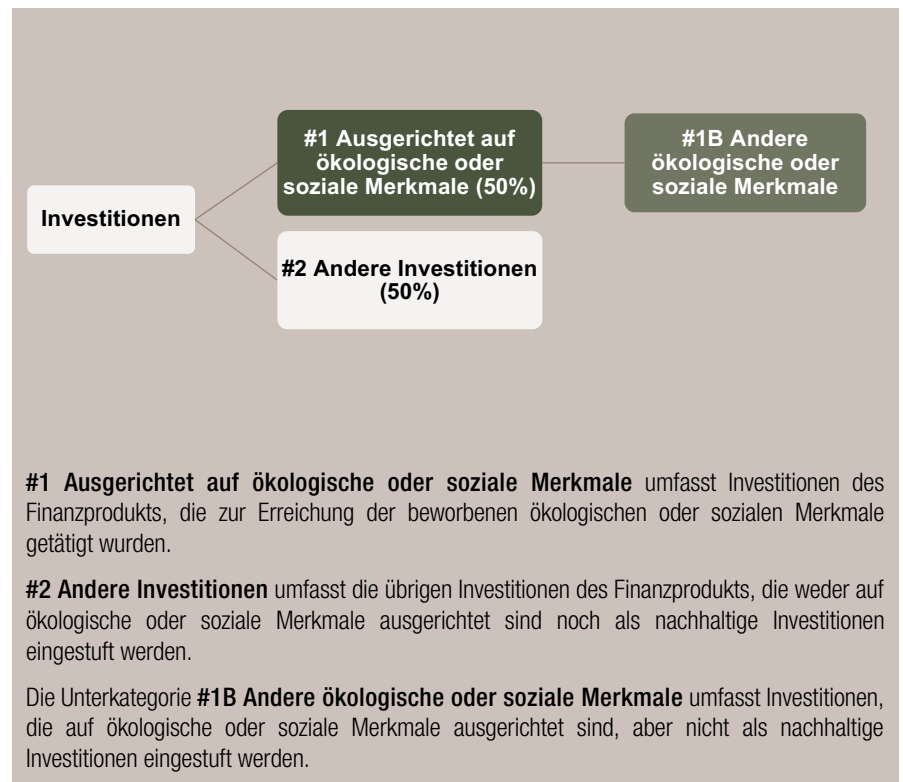 #1 Ausgerichtet auf
ökologische oder
soziale Merkmale (50%)
#1B Andere
ökologische oder
soziale Merkmale
Investitionen
#2 Andere Investitionen
(50%)
#1 Ausgerichtet auf ökologische oder soziale Merkmale umfasst Investitionen des
Finanzprodukts, die zur Erreichung der beworbenen ökologischen oder sozialen Merkmale
getätigt wurden.
#2 Andere Investitionen umfasst die übrigen Investitionen des Finanzprodukts, die weder auf
ökologische oder soziale Merkmale ausgerichtet sind noch als nachhaltige Investitionen
eingestuft werden.
Die Unterkategorie #1B Andere ökologische oder soziale Merkmale umfasst Investitionen,
die auf ökologische oder soziale Merkmale ausgerichtet sind, aber nicht als nachhaltige
Investitionen eingestuft werden.